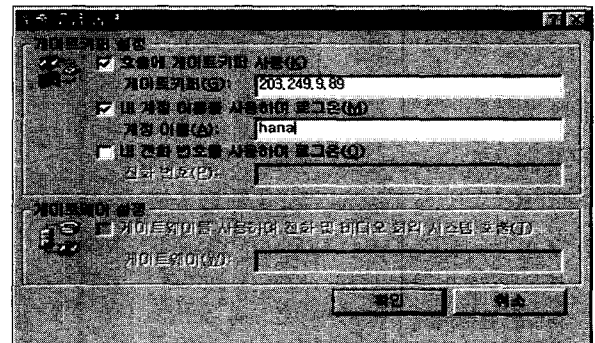 게이트키퍼 설정
호출에 게이트키퍼 사용(K)
게이트키퍼(G): 203.249.9.89
내 계정 이름을 사용하여 로그온(M)
계정 이름(A): hana
내 전화 번호를 사용하여 로그온(O)
전화 번호(P):
게이트웨이 설정
게이트웨이를 사용하여 전화 및 비디오 회의 시스템 호출(T)
게이트웨이(W):
확인 취소